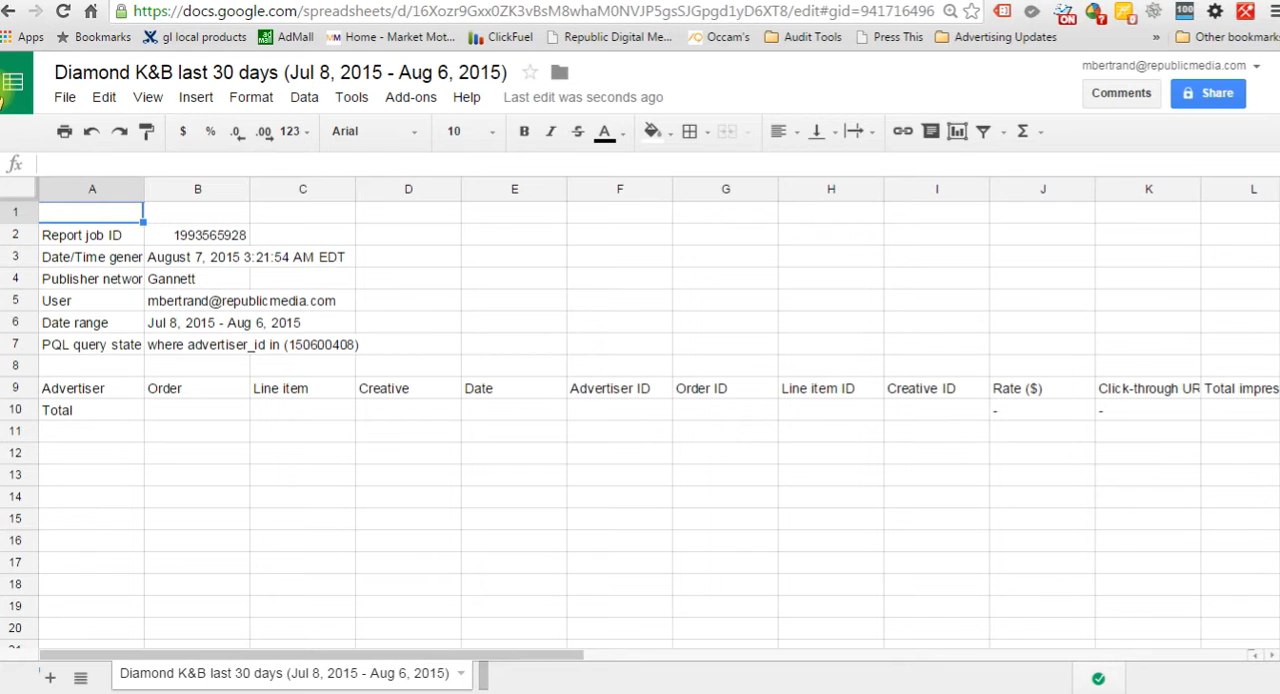 https://docs.google.com/spreadsheets/d/16Xozr9Gxx0ZK3vBsM8whaM0NVJP5gsSJGpgd1yD6XT8/edit#gid=941716496
ON
?
0
100
Apps Bookmarks gl local products AdMall Home - Market Mot... ClickFuel Republic Digital Me... Occam's Audit Tools Press This Advertising Updates » Other bookmark
Diamond K&B last 30 days (Jul 8, 2015 - Aug 6, 2015)
mbertrand@republicmedia.com
File Edit View Insert Format Data Tools Add-ons Help Last edit was seconds ago
Comments Share
$ % .0 .00 123 Arial 10 B I S A Σ
fx
A B C D E F G H I J K L
1
2 Report job ID 1993565928
3 Date/Time gener August 7, 2015 3:21:54 AM EDT
4 Publisher networ Gannett
5 User mbertrand@republicmedia.com
6 Date range Jul 8, 2015 - Aug 6, 2015
7 PQL query state where advertiser_id in (150600408)
8
9 Advertiser Order Line item Creative Date Advertiser ID Order ID Line item ID Creative ID Rate ($) Click-through UR Total impres
10 Total - -
11
12
13
14
15
16
17
18
19
20
+ Diamond K&B last 30 days (Jul 8, 2015 - Aug 6, 2015)